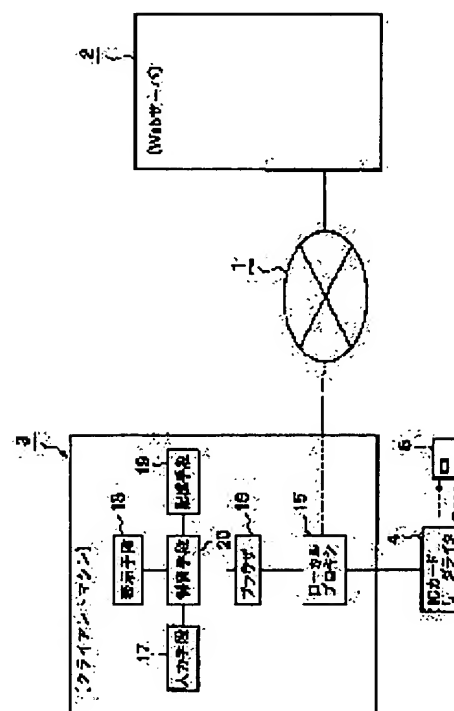 2
(Webサーバ)
1
3
(クライアントマシン)
18
表示手段
19
記憶手段
20
制御手段
17
入力手段
16
ブラウザ
15
ローカル
プロキシ
4
ICカード
リーダライタ